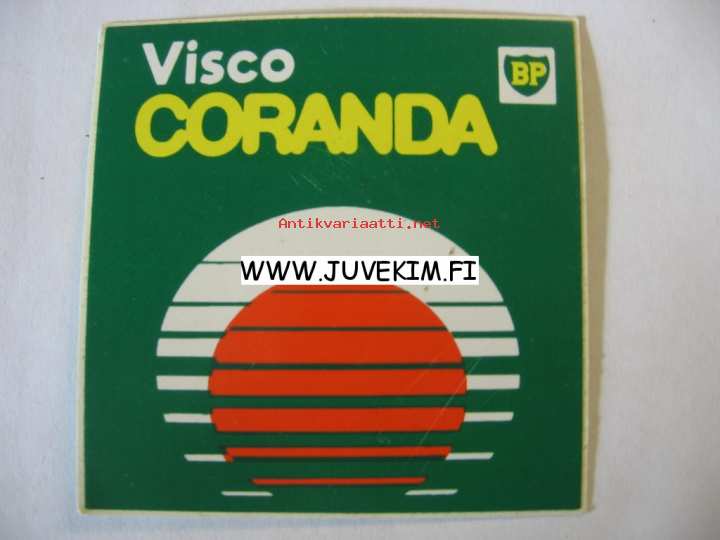 Visco
BP
CORANDA
Antikvariaatti.net
WWW.JUVEKIM.FI